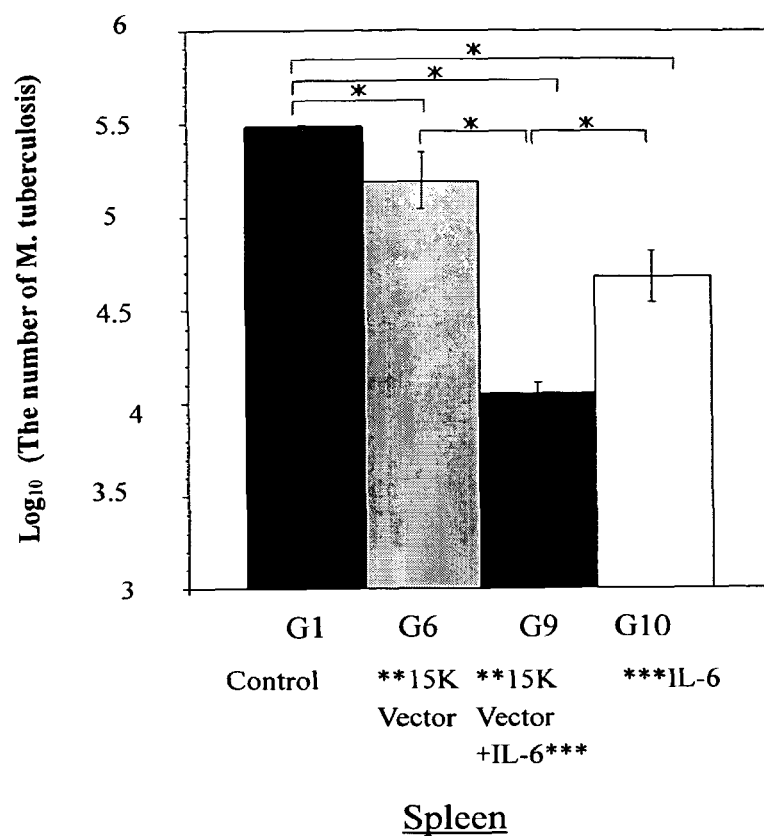 6
5.5
5
4.5
4
3.5
3
Log10 (The number of M. tuberculosis)
*
*
*
*
*
G1 G6 G9 G10
Control **15K **15K ***IL-6
Vector Vector
+IL-6***
Spleen